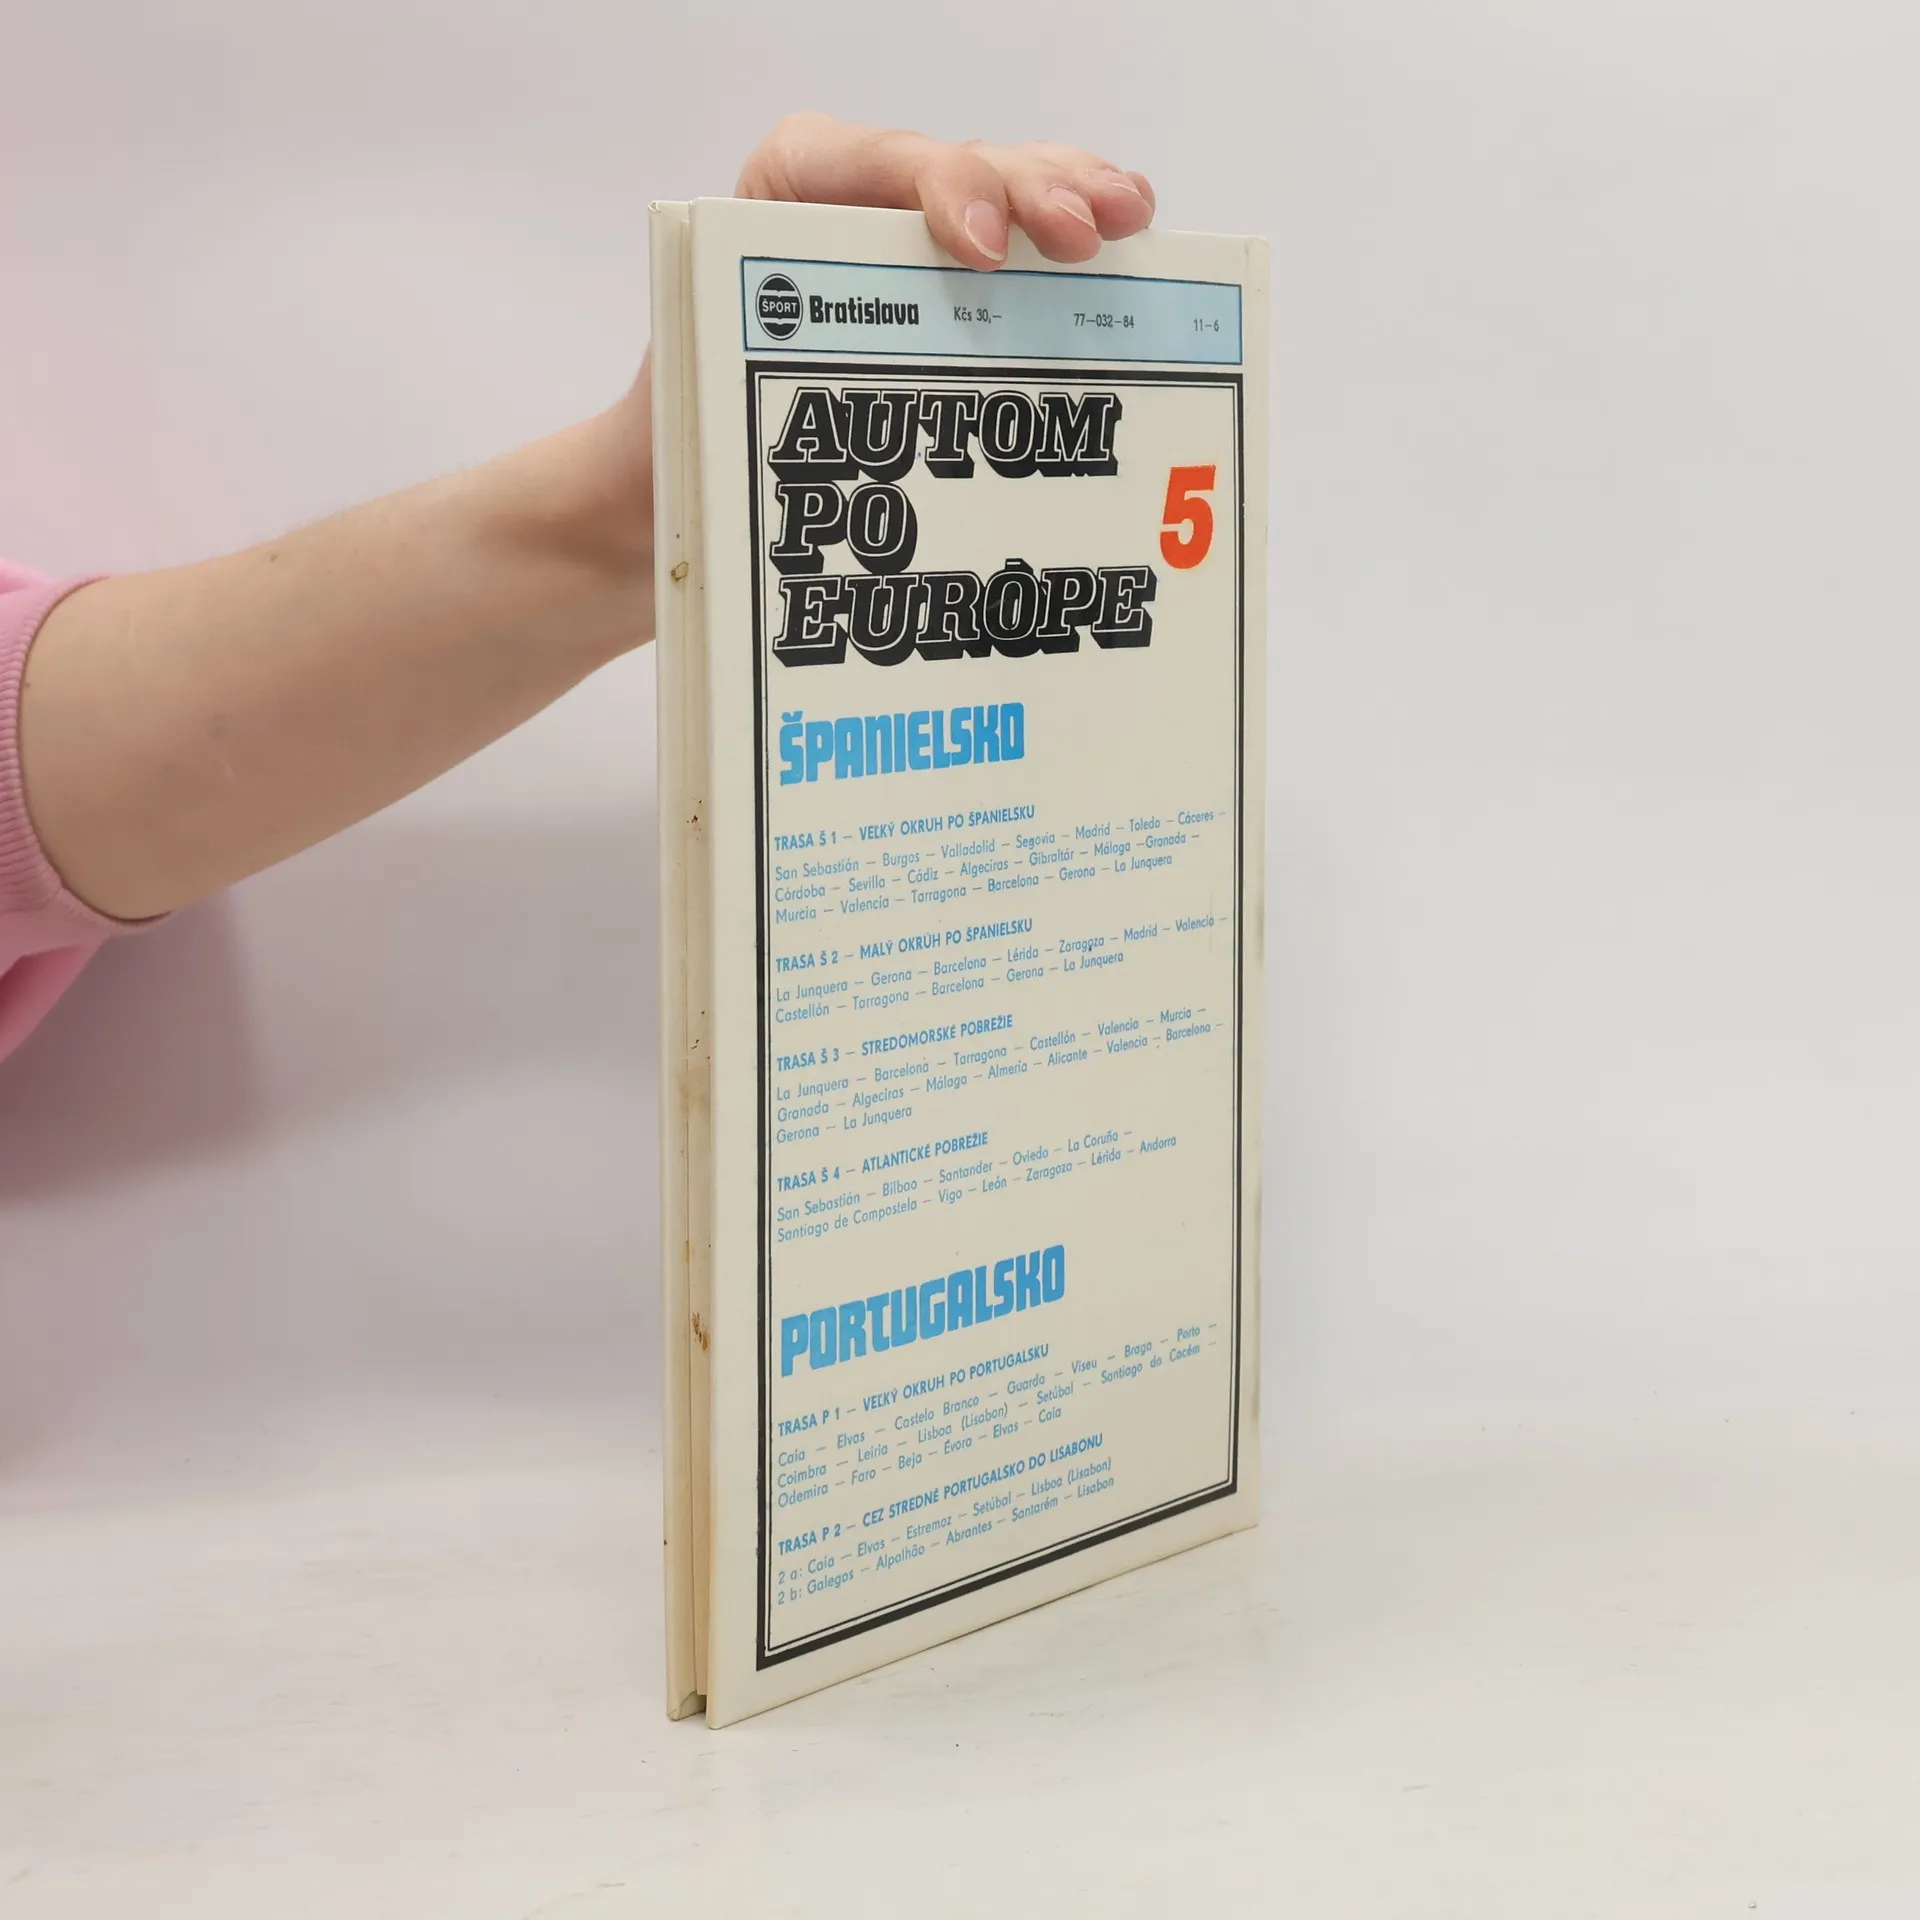 ŠPORT Bratislava Kčs 30,— 77—032—84 11—6
AUTOM
PO
EURÓPE
5
ŠPANIELSKO
TRASA Š 1 — VEĽKÝ OKRUH PO ŠPANIELSKU
San Sebastián — Burgos — Valladolid — Segovia — Madrid — Toledo — Cáceres —
Córdoba — Sevilla — Cádiz — Algeciras — Gibraltár — Málaga —Granada —
Murcia — Valencia — Tarragona — Barcelona — Gerona — La Junquera
TRASA Š 2 — MALÝ OKRUH PO ŠPANIELSKU
La Junquera — Gerona — Barcelona — Lérida — Zaragoza — Madrid — Valencia —
Castellón — Tarragona — Barcelona — Gerona — La Junquera
TRASA Š 3 — STREDOMORSKÉ POBREŽIE
La Junquera — Barcelona — Tarragona — Castellón — Valencia — Murcia —
Granada — Algeciras — Málaga — Almeria — Alicante — Valencia — Barcelona —
Gerona — La Junquera
TRASA Š 4 — ATLANTICKÉ POBREŽIE
San Sebastián — Bilbao — Santander — Oviedo — La Coruña —
Santiago de Compostela — Vigo — León — Zaragoza — Lérida — Andorra
PORTUGALSKO
TRASA P 1 — VEĽKÝ OKRUH PO PORTUGALSKU
Caia — Elvas — Castelo Branco — Guarda — Viseu — Braga — Porto —
Coimbra — Leiria — Lisboa (Lisabon) — Setúbal — Santiago do Cacém —
Odemira — Faro — Beja — Évora — Elvas — Caia
TRASA P 2 — CEZ STREDNÉ PORTUGALSKO DO LISABONU
2 a: Caia — Elvas — Estremoz — Setúbal — Lisboa (Lisabon)
2 b: Galegos — Alpalhão — Abrantes — Santarém — Lisabon